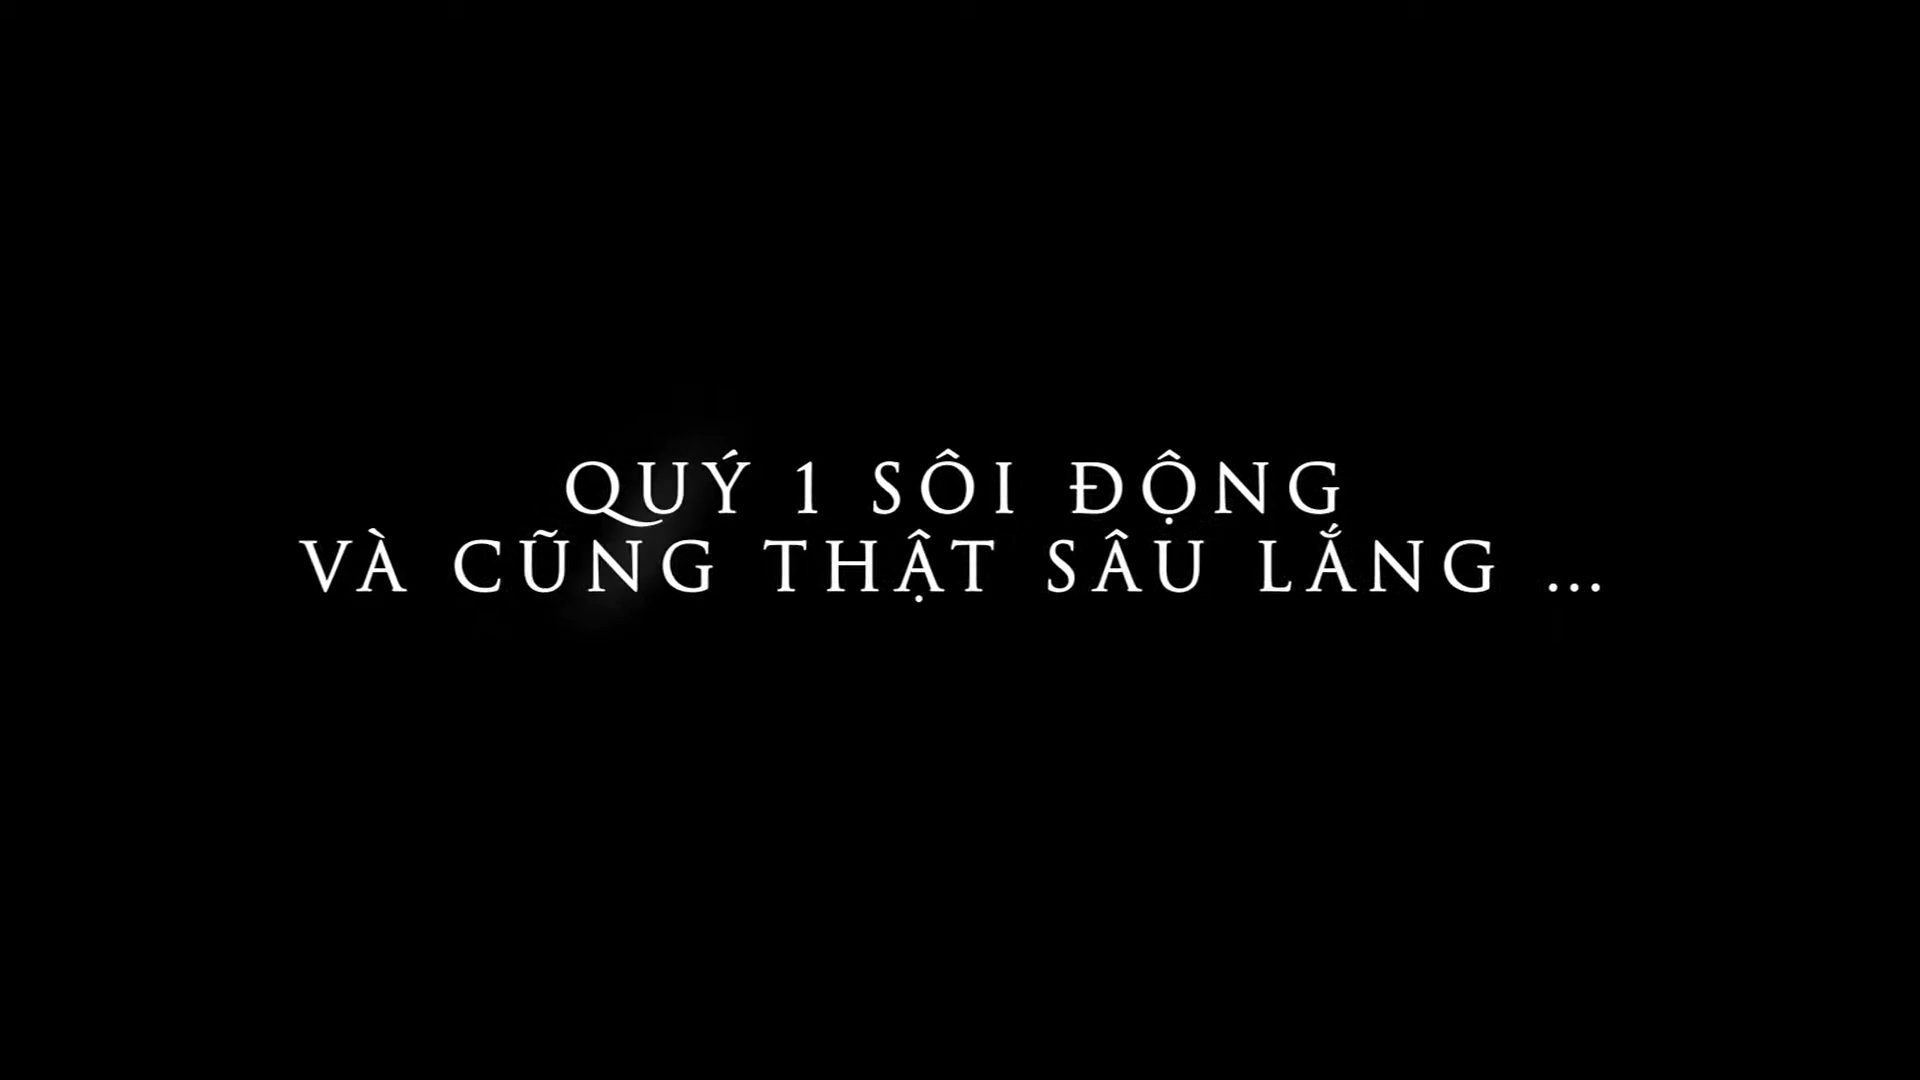 QUÝ 1 SÔI ĐỘNG
VÀ CŨNG THẬT SÂU LẮNG ...